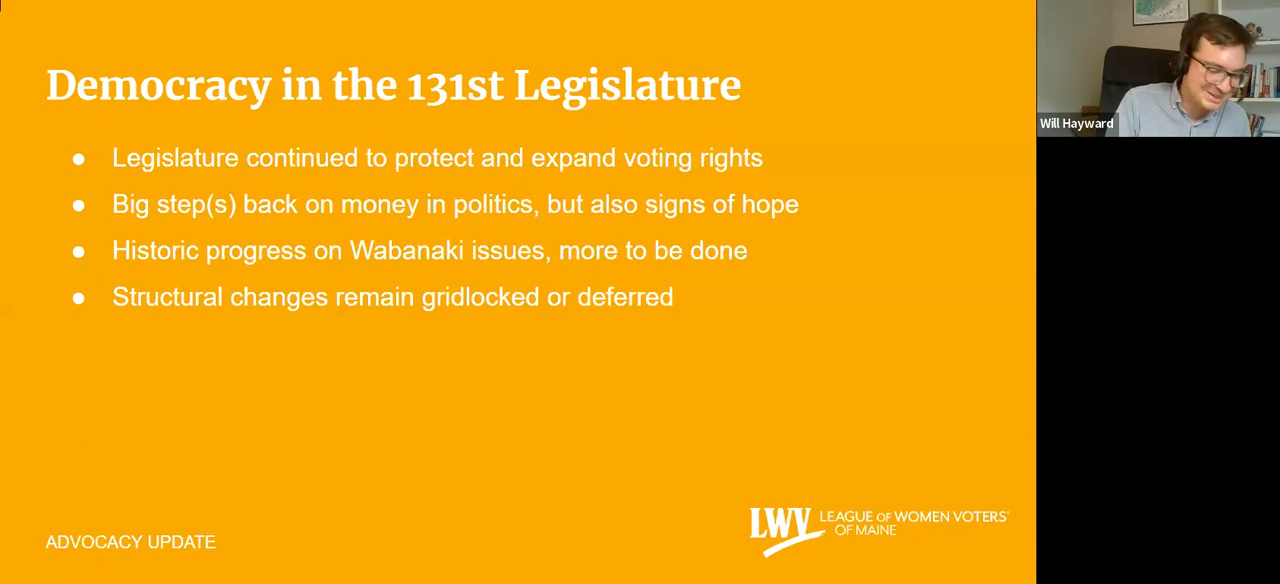 Democracy in the 131st Legislature
● Legislature continued to protect and expand voting rights
● Big step(s) back on money in politics, but also signs of hope
● Historic progress on Wabanaki issues, more to be done
● Structural changes remain gridlocked or deferred
ADVOCACY UPDATE
LWV LEAGUE OF WOMEN VOTERS®
OF MAINE
Will Hayward